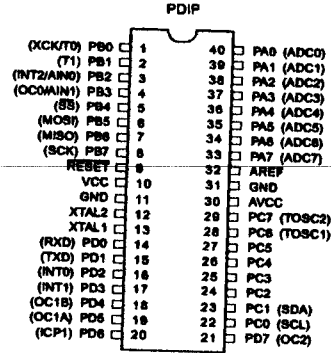 PDIP
(XCK/T0) PB0 1 40 PA0 (ADC0)
(T1) PB1 2 39 PA1 (ADC1)
(INT2/AIN0) PB2 3 38 PA2 (ADC2)
(OC0/AIN1) PB3 4 37 PA3 (ADC3)
(SS) PB4 5 36 PA4 (ADC4)
(MOSI) PB5 6 35 PA5 (ADC5)
(MISO) PB6 7 34 PA6 (ADC6)
(SCK) PB7 8 33 PA7 (ADC7)
RESET 9 32 AREF
VCC 10 31 GND
GND 11 30 AVCC
XTAL2 12 29 PC7 (TOSC2)
XTAL1 13 28 PC6 (TOSC1)
(RXD) PD0 14 27 PC5
(TXD) PD1 15 26 PC4
(INT0) PD2 16 25 PC3
(INT1) PD3 17 24 PC2
(OC1B) PD4 18 23 PC1 (SDA)
(OC1A) PD5 19 22 PC0 (SCL)
(ICP1) PD6 20 21 PD7 (OC2)